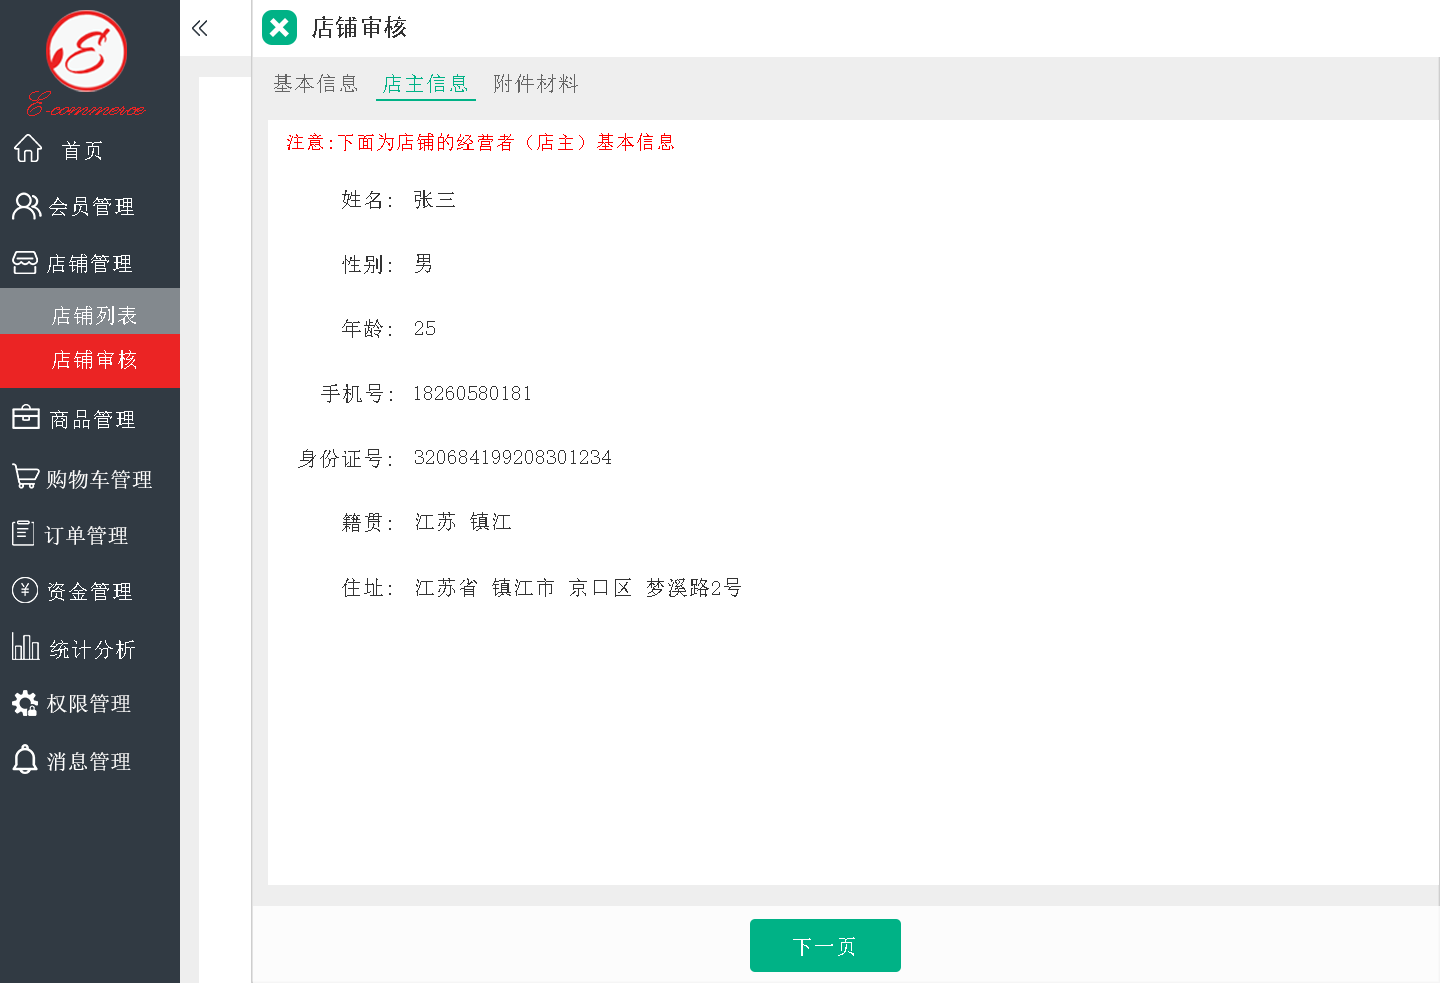 E-commerce
首页
会员管理
店铺管理
店铺列表
店铺审核
商品管理
购物车管理
订单管理
资金管理
统计分析
权限管理
消息管理
店铺审核
基本信息 店主信息 附件材料
注意:下面为店铺的经营者（店主）基本信息
姓名: 张三
性别: 男
年龄: 25
手机号: 18260580181
身份证号: 320684199208301234
籍贯: 江苏 镇江
住址: 江苏省 镇江市 京口区 梦溪路2号
下一页